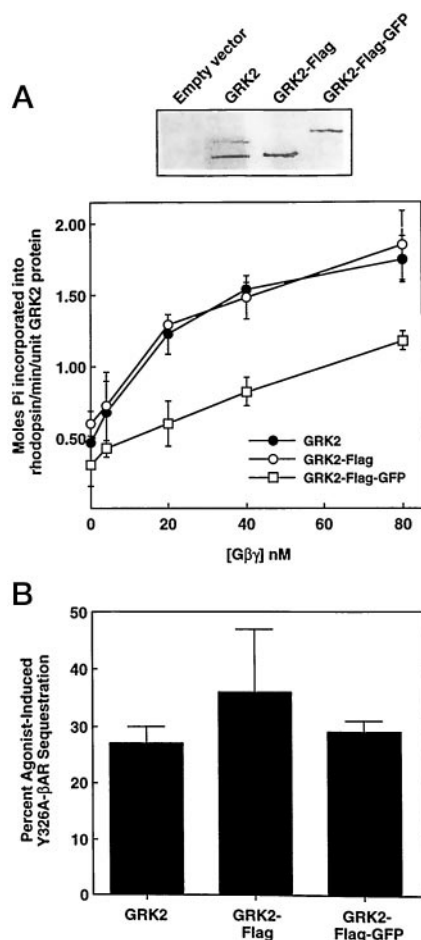 A
Empty vector
GRK2
GRK2-Flag
GRK2-Flag-GFP
Moles Pi incorporated into
rhodopsin/min/unit GRK2 protein
2.00
1.50
1.00
0.50
GRK2
GRK2-Flag
GRK2-Flag-GFP
0 20 40 60 80
[Gβγ] nM
B
Percent Agonist-Induced
Y326A-βAR Sequestration
50
40
30
20
10
0
GRK2
GRK2-
Flag
GRK2-
Flag-GFP